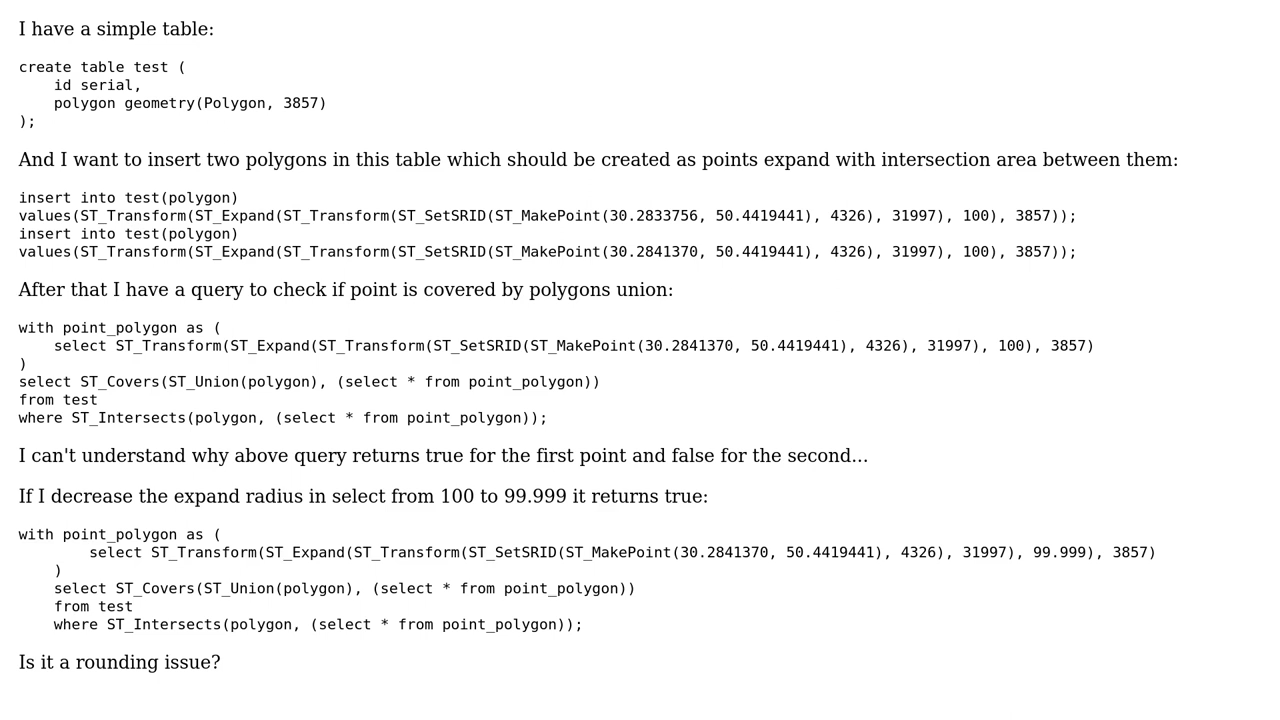 I have a simple table:
create table test (
    id serial,
    polygon geometry(Polygon, 3857)
);
And I want to insert two polygons in this table which should be created as points expand with intersection area between them:
insert into test(polygon)
values(ST_Transform(ST_Expand(ST_Transform(ST_SetSRID(ST_MakePoint(30.2833756, 50.4419441), 4326), 31997), 100), 3857));
insert into test(polygon)
values(ST_Transform(ST_Expand(ST_Transform(ST_SetSRID(ST_MakePoint(30.2841370, 50.4419441), 4326), 31997), 100), 3857));
After that I have a query to check if point is covered by polygons union:
with point_polygon as (
    select ST_Transform(ST_Expand(ST_Transform(ST_SetSRID(ST_MakePoint(30.2841370, 50.4419441), 4326), 31997), 100), 3857)
)
select ST_Covers(ST_Union(polygon), (select * from point_polygon))
from test
where ST_Intersects(polygon, (select * from point_polygon));
I can't understand why above query returns true for the first point and false for the second...
If I decrease the expand radius in select from 100 to 99.999 it returns true:
with point_polygon as (
        select ST_Transform(ST_Expand(ST_Transform(ST_SetSRID(ST_MakePoint(30.2841370, 50.4419441), 4326), 31997), 99.999), 3857)
    )
    select ST_Covers(ST_Union(polygon), (select * from point_polygon))
    from test
    where ST_Intersects(polygon, (select * from point_polygon));
Is it a rounding issue?